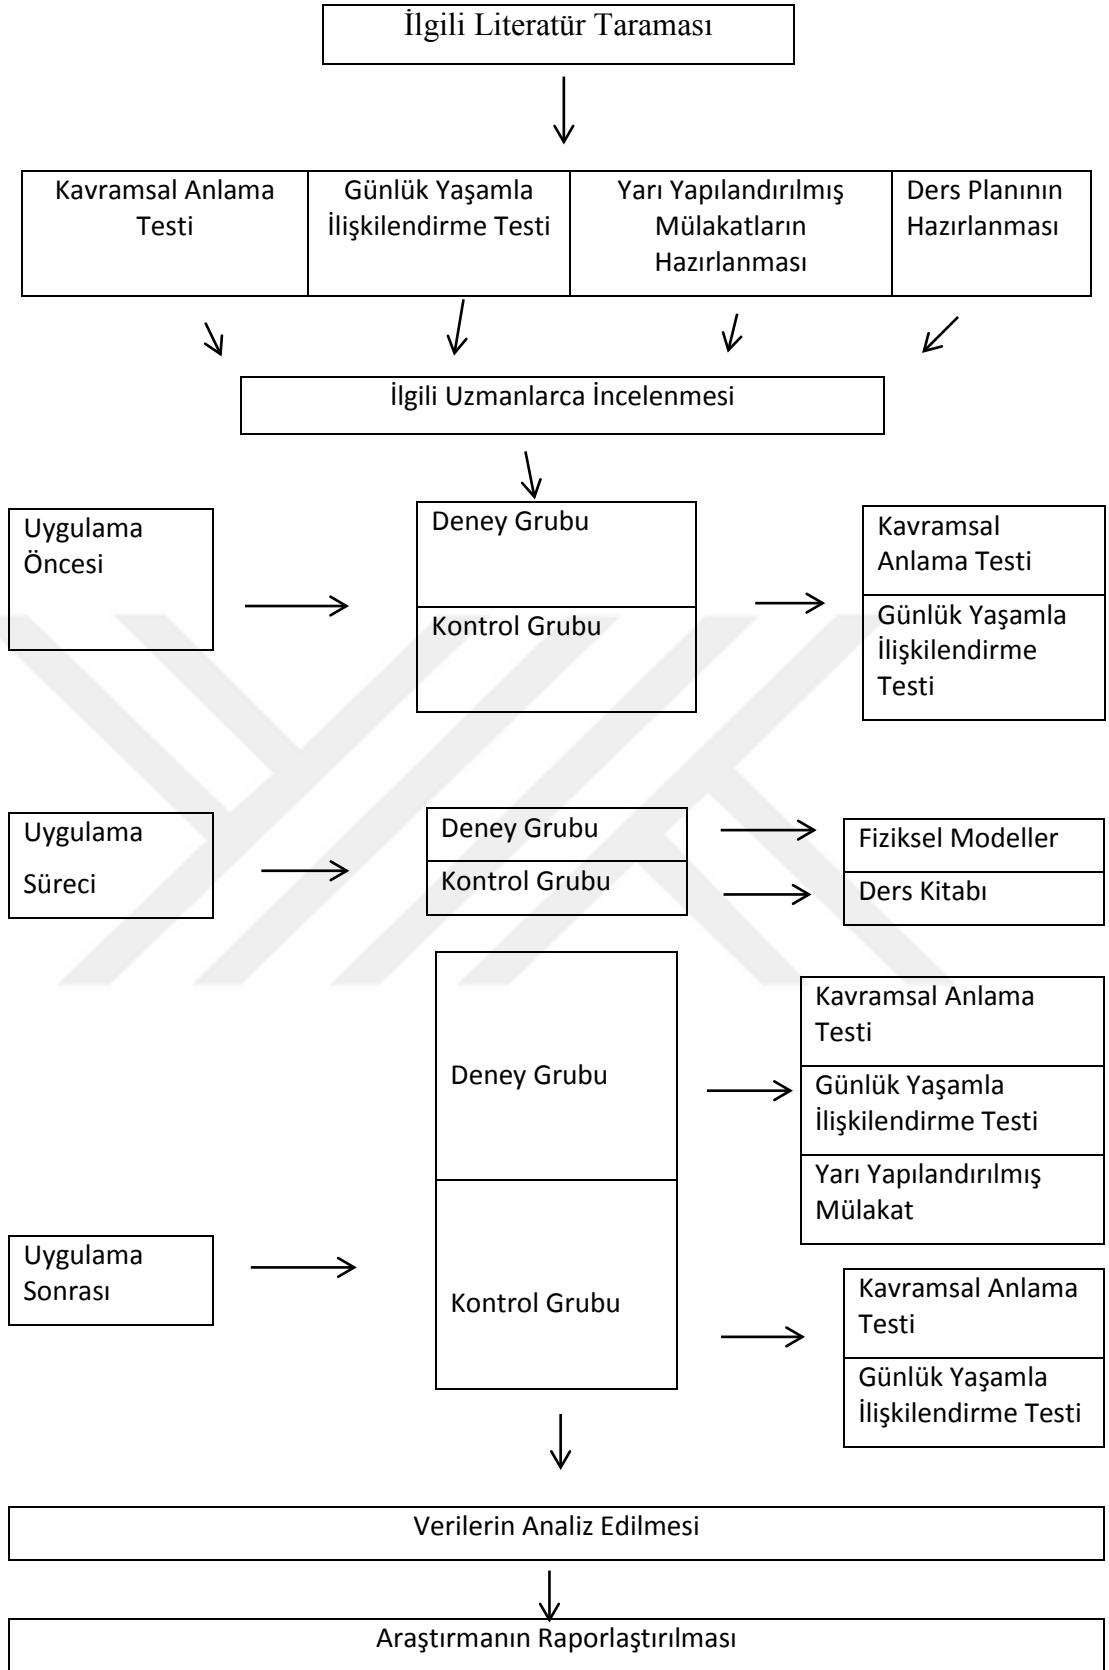 İlgili Literatür Taraması
Kavramsal Anlama
Testi
Günlük Yaşamla
İlişkilendirme Testi
Yarı Yapılandırılmış
Mülakatların
Hazırlanması
Ders Planının
Hazırlanması
İlgili Uzmanlarca İncelenmesi
Uygulama
Öncesi
Deney Grubu
Kontrol Grubu
Kavramsal
Anlama Testi
Günlük Yaşamla
İlişkilendirme
Testi
Uygulama
Süreci
Deney Grubu
Kontrol Grubu
Fiziksel Modeller
Ders Kitabı
Uygulama
Sonrası
Deney Grubu
Kontrol Grubu
Kavramsal Anlama
Testi
Günlük Yaşamla
İlişkilendirme Testi
Yarı Yapılandırılmış
Mülakat
Kavramsal Anlama
Testi
Günlük Yaşamla
İlişkilendirme Testi
Verilerin Analiz Edilmesi
Araştırmanın Raporlaştırılması